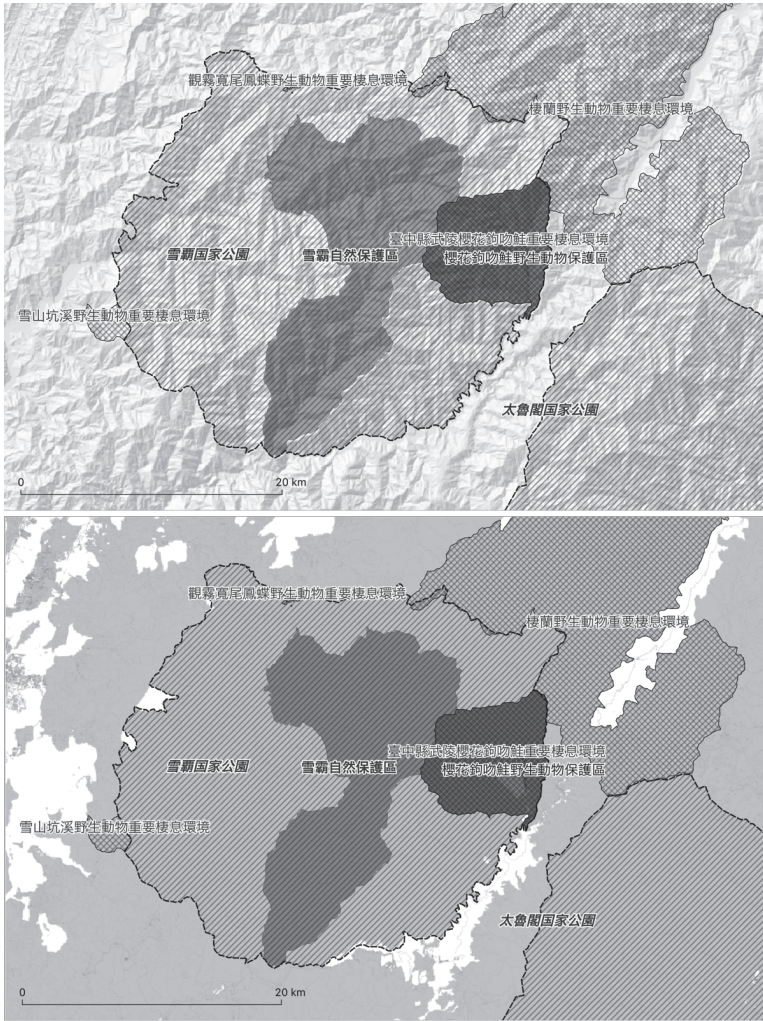 觀霧寬尾鳳蝶野生動物重要棲息環境
棲蘭野生動物重要棲息環境
臺中縣武陵櫻花鉤吻鮭重要棲息環境
雪霸国家公園
雪霸自然保護區
櫻花鉤吻鮭野生動物保護區
雪山坑溪野生動物重要棲息環境
太魯閣国家公園
0
20 km
觀霧寬尾鳳蝶野生動物重要棲息環境
棲蘭野生動物重要棲息環境
臺中縣武陵櫻花鉤吻鮭重要棲息環境
雪霸国家公園
雪霸自然保護區
櫻花鉤吻鮭野生動物保護區
雪山坑溪野生動物重要棲息環境
太魯閣国家公園
0
20 km